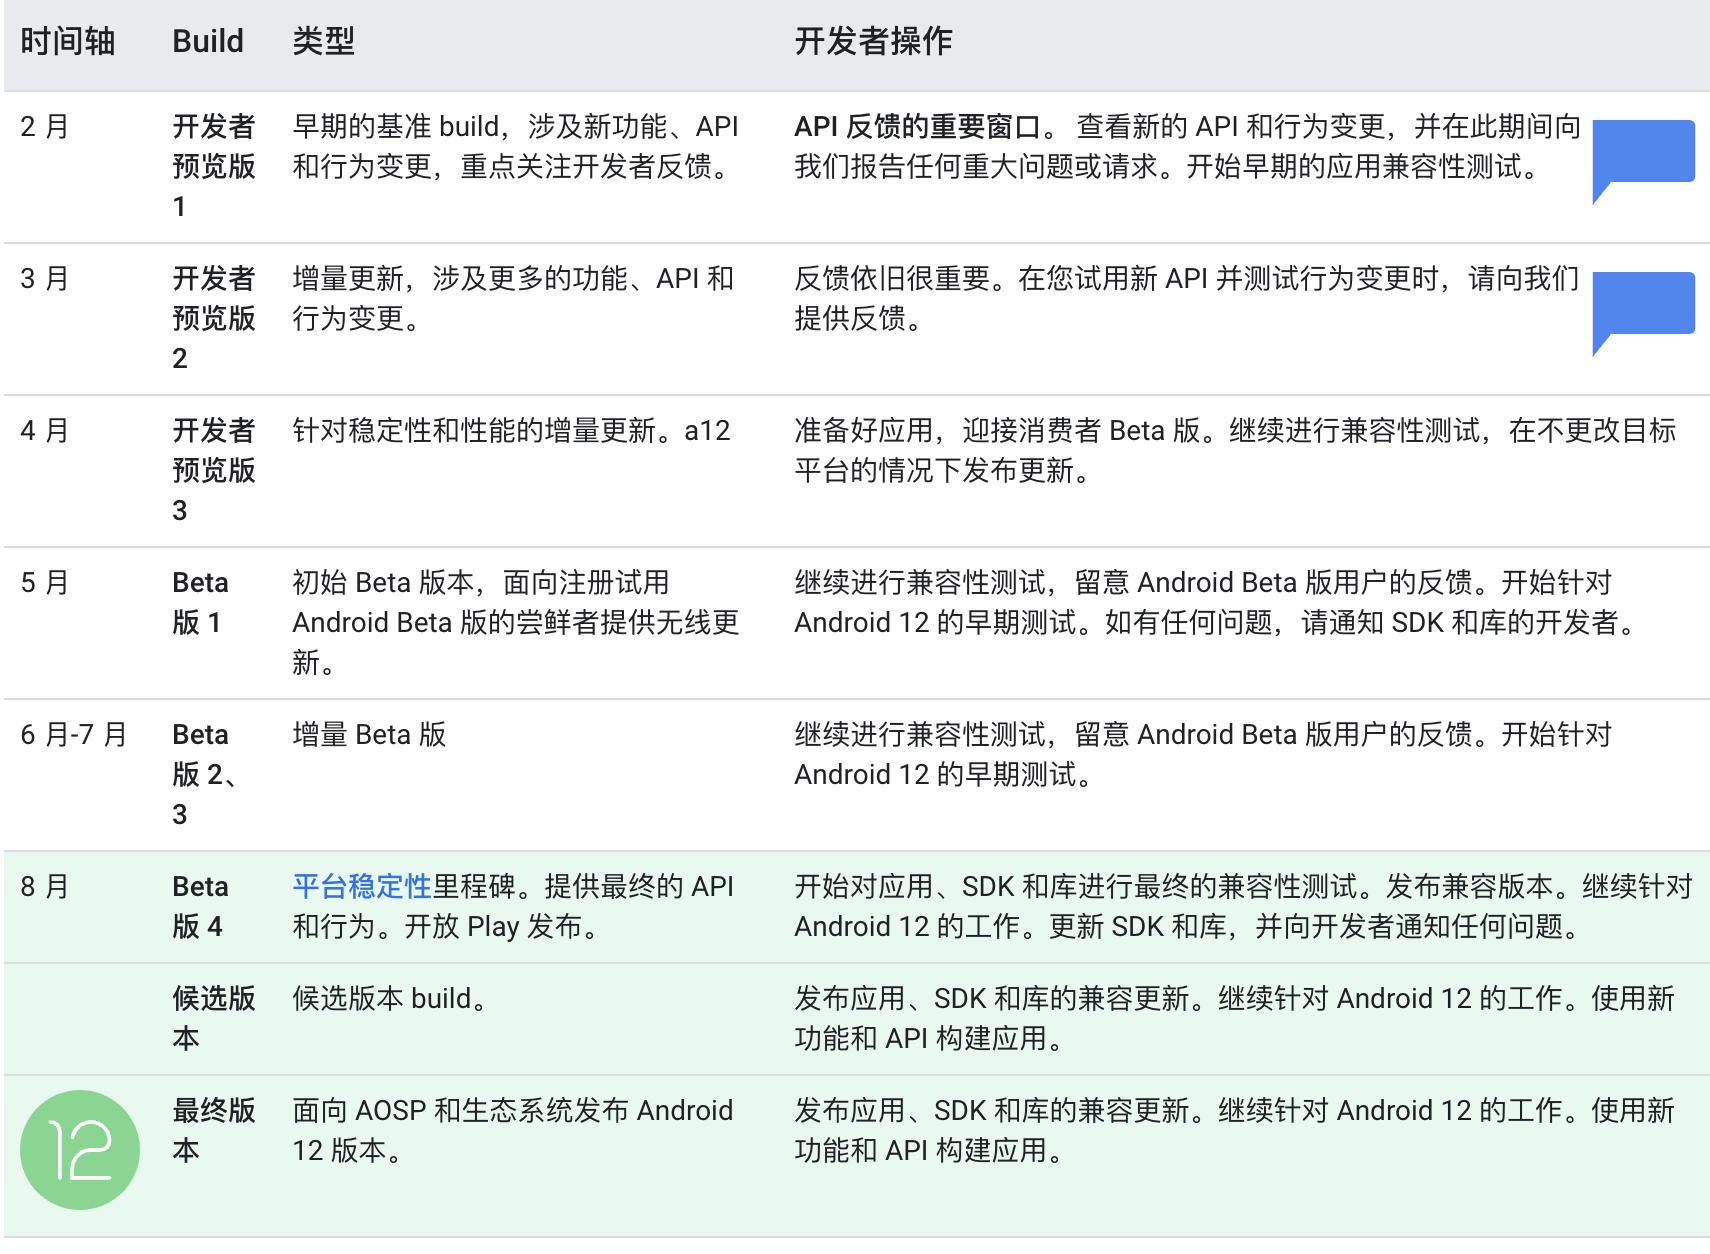 时间轴 Build 类型 开发者操作
2 月 开发者 早期的基准 build，涉及新功能、API API 反馈的重要窗口。 查看新的 API 和行为变更，并在此期间向
预览版 和行为变更，重点关注开发者反馈。 我们报告任何重大问题或请求。开始早期的应用兼容性测试。
1
3 月 开发者 增量更新，涉及更多的功能、API 和 反馈依旧很重要。在您试用新 API 并测试行为变更时，请向我们
预览版 行为变更。 提供反馈。
2
4 月 开发者 针对稳定性和性能的增量更新。a12 准备好应用，迎接消费者 Beta 版。继续进行兼容性测试，在不更改目标
预览版 平台的情况下发布更新。
3
5 月 Beta 初始 Beta 版本，面向注册试用 继续进行兼容性测试，留意 Android Beta 版用户的反馈。开始针对
版 1 Android Beta 版的尝鲜者提供无线更 Android 12 的早期测试。如有任何问题，请通知 SDK 和库的开发者。
新。
6 月-7 月 Beta 增量 Beta 版 继续进行兼容性测试，留意 Android Beta 版用户的反馈。开始针对
版 2、 Android 12 的早期测试。
3
8 月 Beta 平台稳定性里程碑。提供最终的 API 开始对应用、SDK 和库进行最终的兼容性测试。发布兼容版本。继续针对
版 4 和行为。开放 Play 发布。 Android 12 的工作。更新 SDK 和库，并向开发者通知任何问题。
候选版 候选版本 build。 发布应用、SDK 和库的兼容更新。继续针对 Android 12 的工作。使用新
本 功能和 API 构建应用。
12 最终版 面向 AOSP 和生态系统发布 Android 发布应用、SDK 和库的兼容更新。继续针对 Android 12 的工作。使用新
本 12 版本。 功能和 API 构建应用。